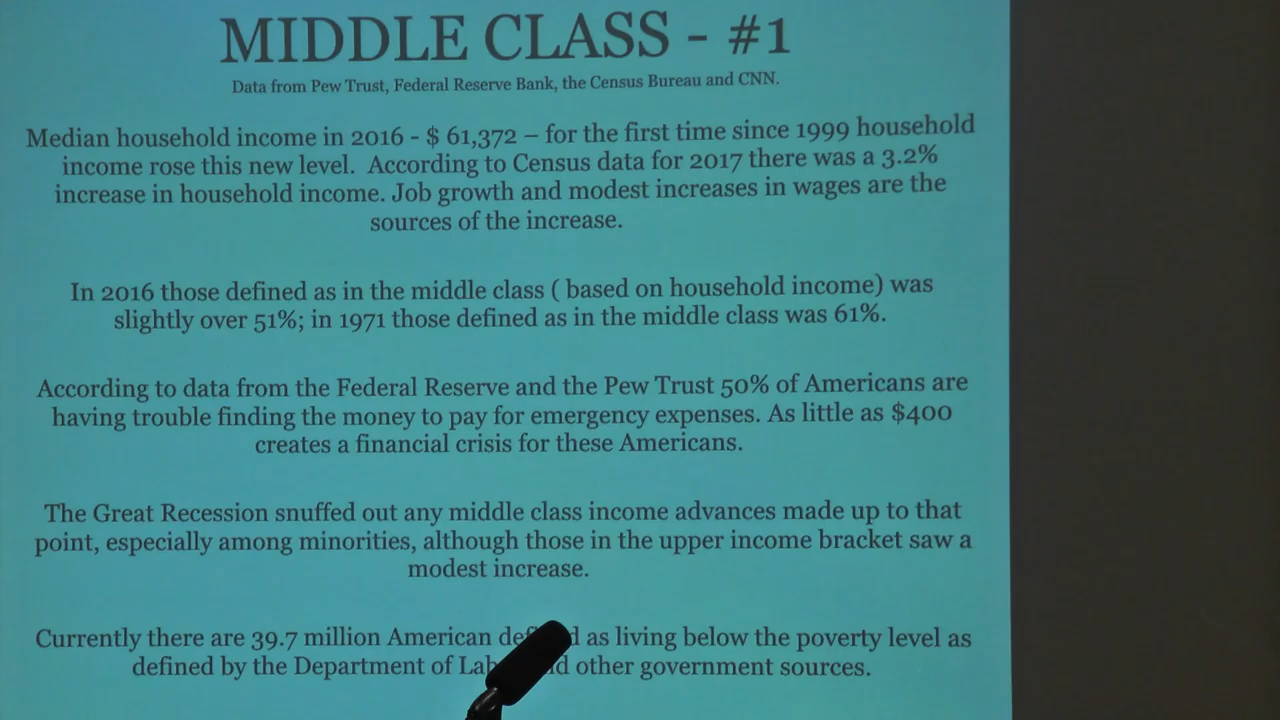 MIDDLE CLASS - #1
Data from Pew Trust, Federal Reserve Bank, the Census Bureau and CNN.
Median household income in 2016 - $ 61,372 – for the first time since 1999 household
income rose this new level. According to Census data for 2017 there was a 3.2%
increase in household income. Job growth and modest increases in wages are the
sources of the increase.
In 2016 those defined as in the middle class ( based on household income) was
slightly over 51%; in 1971 those defined as in the middle class was 61%.
According to data from the Federal Reserve and the Pew Trust 50% of Americans are
having trouble finding the money to pay for emergency expenses. As little as $400
creates a financial crisis for these Americans.
The Great Recession snuffed out any middle class income advances made up to that
point, especially among minorities, although those in the upper income bracket saw a
modest increase.
Currently there are 39.7 million American as living below the poverty level as
defined by the Department of other government sources.